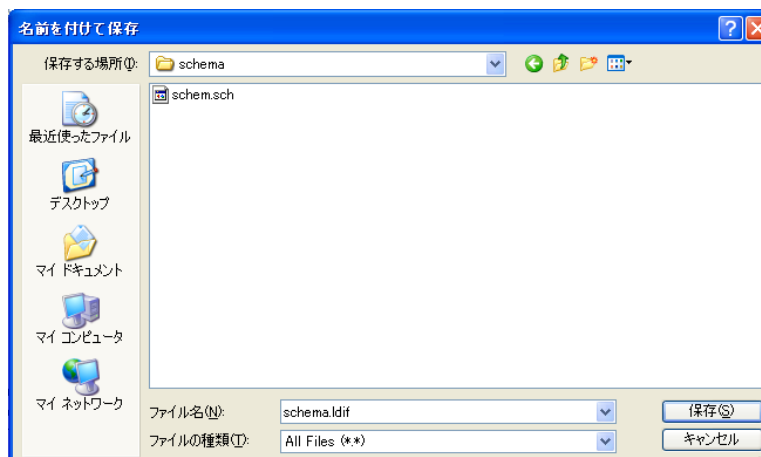 名前を付けて保存
保存する場所(I):
schema
schem.sch
最近使ったファイル
デスクトップ
マイ ドキュメント
マイ コンピュータ
マイ ネットワーク
ファイル名(N):
schema.ldif
保存(S)
ファイルの種類(T):
All Files (*.*)
キャンセル